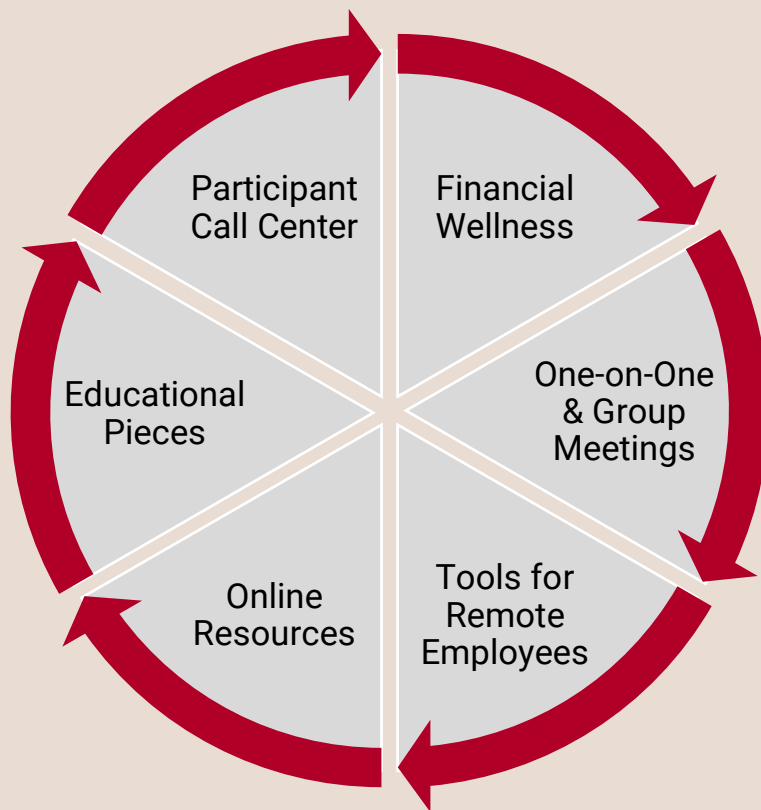 Participant
Call Center
Financial
Wellness
One-on-One
& Group
Meetings
Tools for
Remote
Employees
Online
Resources
Educational
Pieces